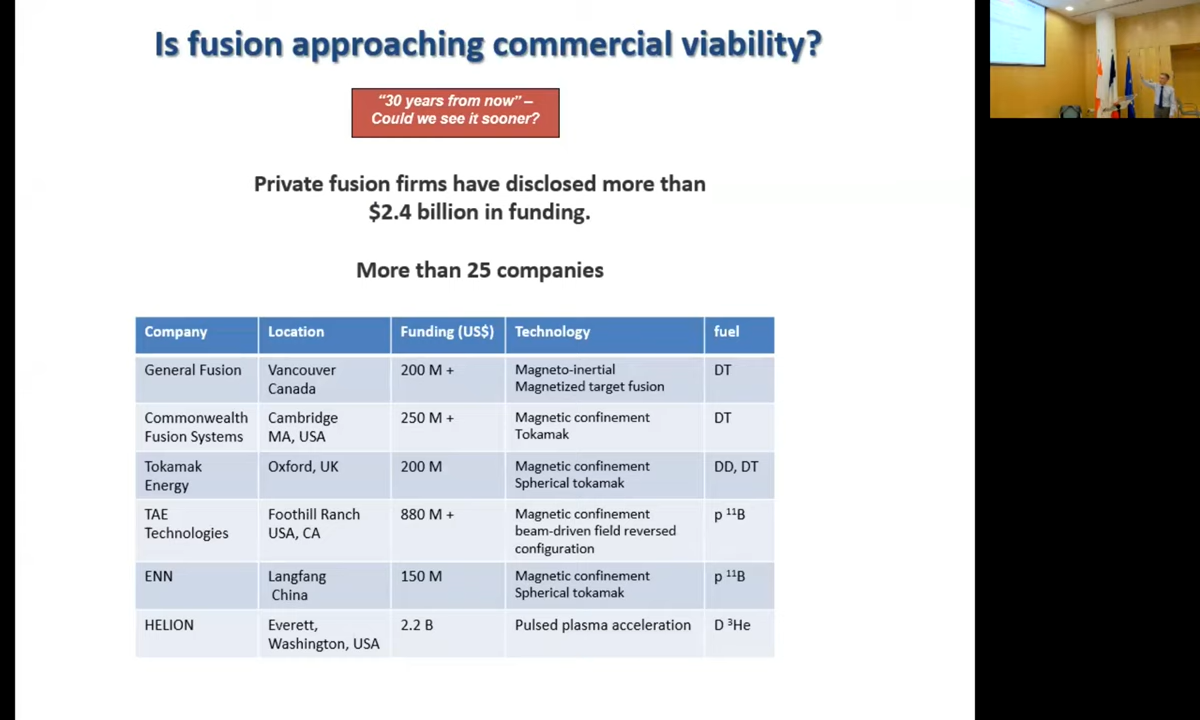 Is fusion approaching commercial viability?
“30 years from now” –
Could we see it sooner?
Private fusion firms have disclosed more than
$2.4 billion in funding.
More than 25 companies
Company Location Funding (US$) Technology fuel
General Fusion Vancouver Canada 200 M + Magneto-inertial Magnetized target fusion DT
Commonwealth Fusion Systems Cambridge MA, USA 250 M + Magnetic confinement Tokamak DT
Tokamak Energy Oxford, UK 200 M Magnetic confinement Spherical tokamak DD, DT
TAE Technologies Foothill Ranch USA, CA 880 M + Magnetic confinement beam-driven field reversed configuration p ¹¹B
ENN Langfang China 150 M Magnetic confinement Spherical tokamak p ¹¹B
HELION Everett, Washington, USA 2.2 B Pulsed plasma acceleration D ³He